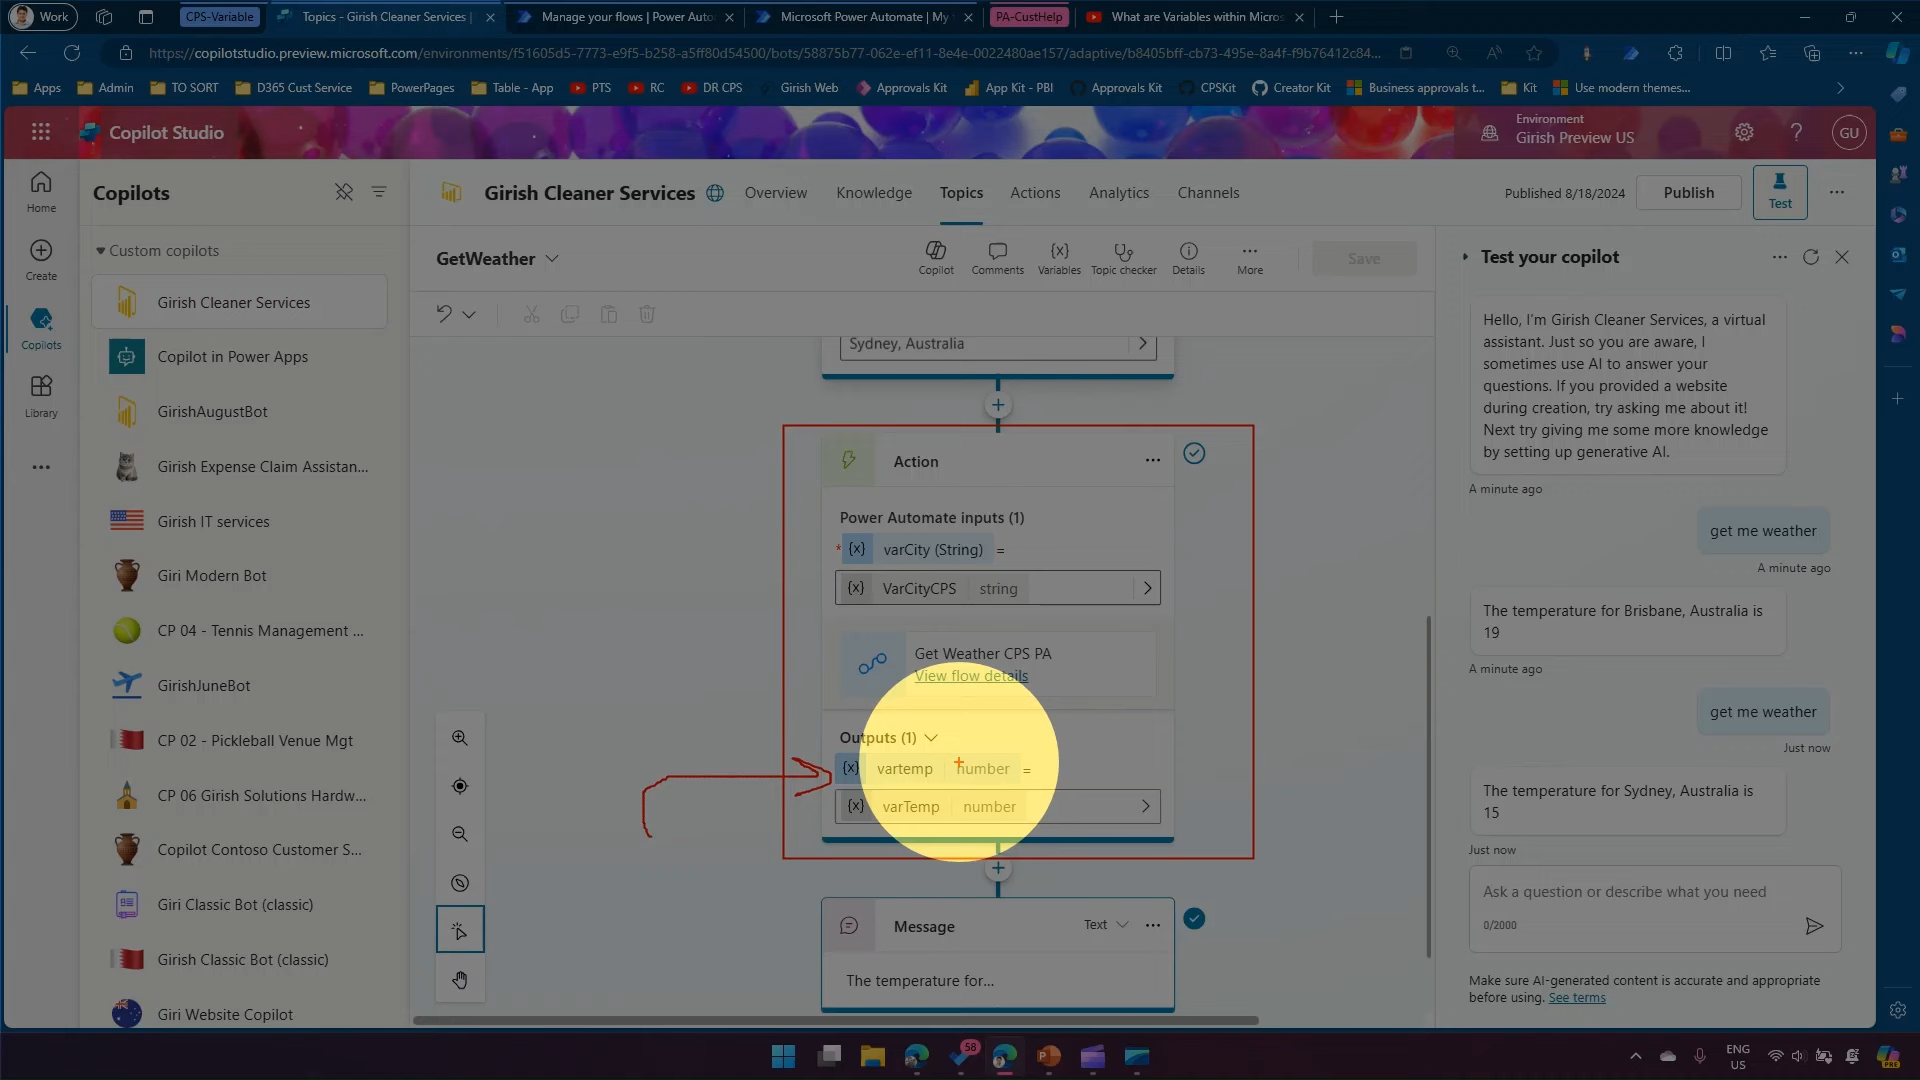 Work
CPS-Variable
Topics - Girish Cleaner Services |
Manage your flows | Power Auto
Microsoft Power Automate | My
PA-CustHelp
What are Variables within Micros
https://copilotstudio.preview.microsoft.com/environments/f51605d5-7773-e9f5-b258-a5ff80d54500/bots/58875b77-062e-ef11-8e4e-0022480ae157/adaptive/b8405bff-cb73-495e-8a4f-f9b76412c84...
Apps
Admin
TO SORT
D365 Cust Service
PowerPages
Table - App
PTS
RC
DR CPS
Girish Web
Approvals Kit
App Kit - PBI
Approvals Kit
CPSKit
Creator Kit
Business approvals t...
Kit
Use modern themes...
Copilot Studio
Environment
Girish Preview US
GU
Home
Create
Copilots
Library
Copilots
Custom copilots
Girish Cleaner Services
Copilot in Power Apps
GirishAugustBot
Girish Expense Claim Assistan...
Girish IT services
Giri Modern Bot
CP 04 - Tennis Management ...
GirishJuneBot
CP 02 - Pickleball Venue Mgt
CP 06 Girish Solutions Hardw...
Copilot Contoso Customer S...
Giri Classic Bot (classic)
Girish Classic Bot (classic)
Giri Website Copilot
Girish Cleaner Services
Overview
Knowledge
Topics
Actions
Analytics
Channels
Published 8/18/2024
Publish
Test
GetWeather
Copilot
Comments
{x}
Variables
Topic checker
Details
More
Save
Sydney, Australia
Action
Power Automate inputs (1)
* {x} varCity (String) =
{x} VarCityCPS string
Get Weather CPS PA
View flow details
Outputs (1)
{x} vartemp number =
{x} varTemp number
Message
Text
The temperature for...
Test your copilot
Hello, I'm Girish Cleaner Services, a virtual
assistant. Just so you are aware, I
sometimes use AI to answer your
questions. If you provided a website
during creation, try asking me about it!
Next try giving me some more knowledge
by setting up generative AI.
A minute ago
get me weather
A minute ago
The temperature for Brisbane, Australia is
19
A minute ago
get me weather
Just now
The temperature for Sydney, Australia is
15
Just now
Ask a question or describe what you need
0/2000
Make sure AI-generated content is accurate and appropriate
before using. See terms
58
ENG
US
PRE